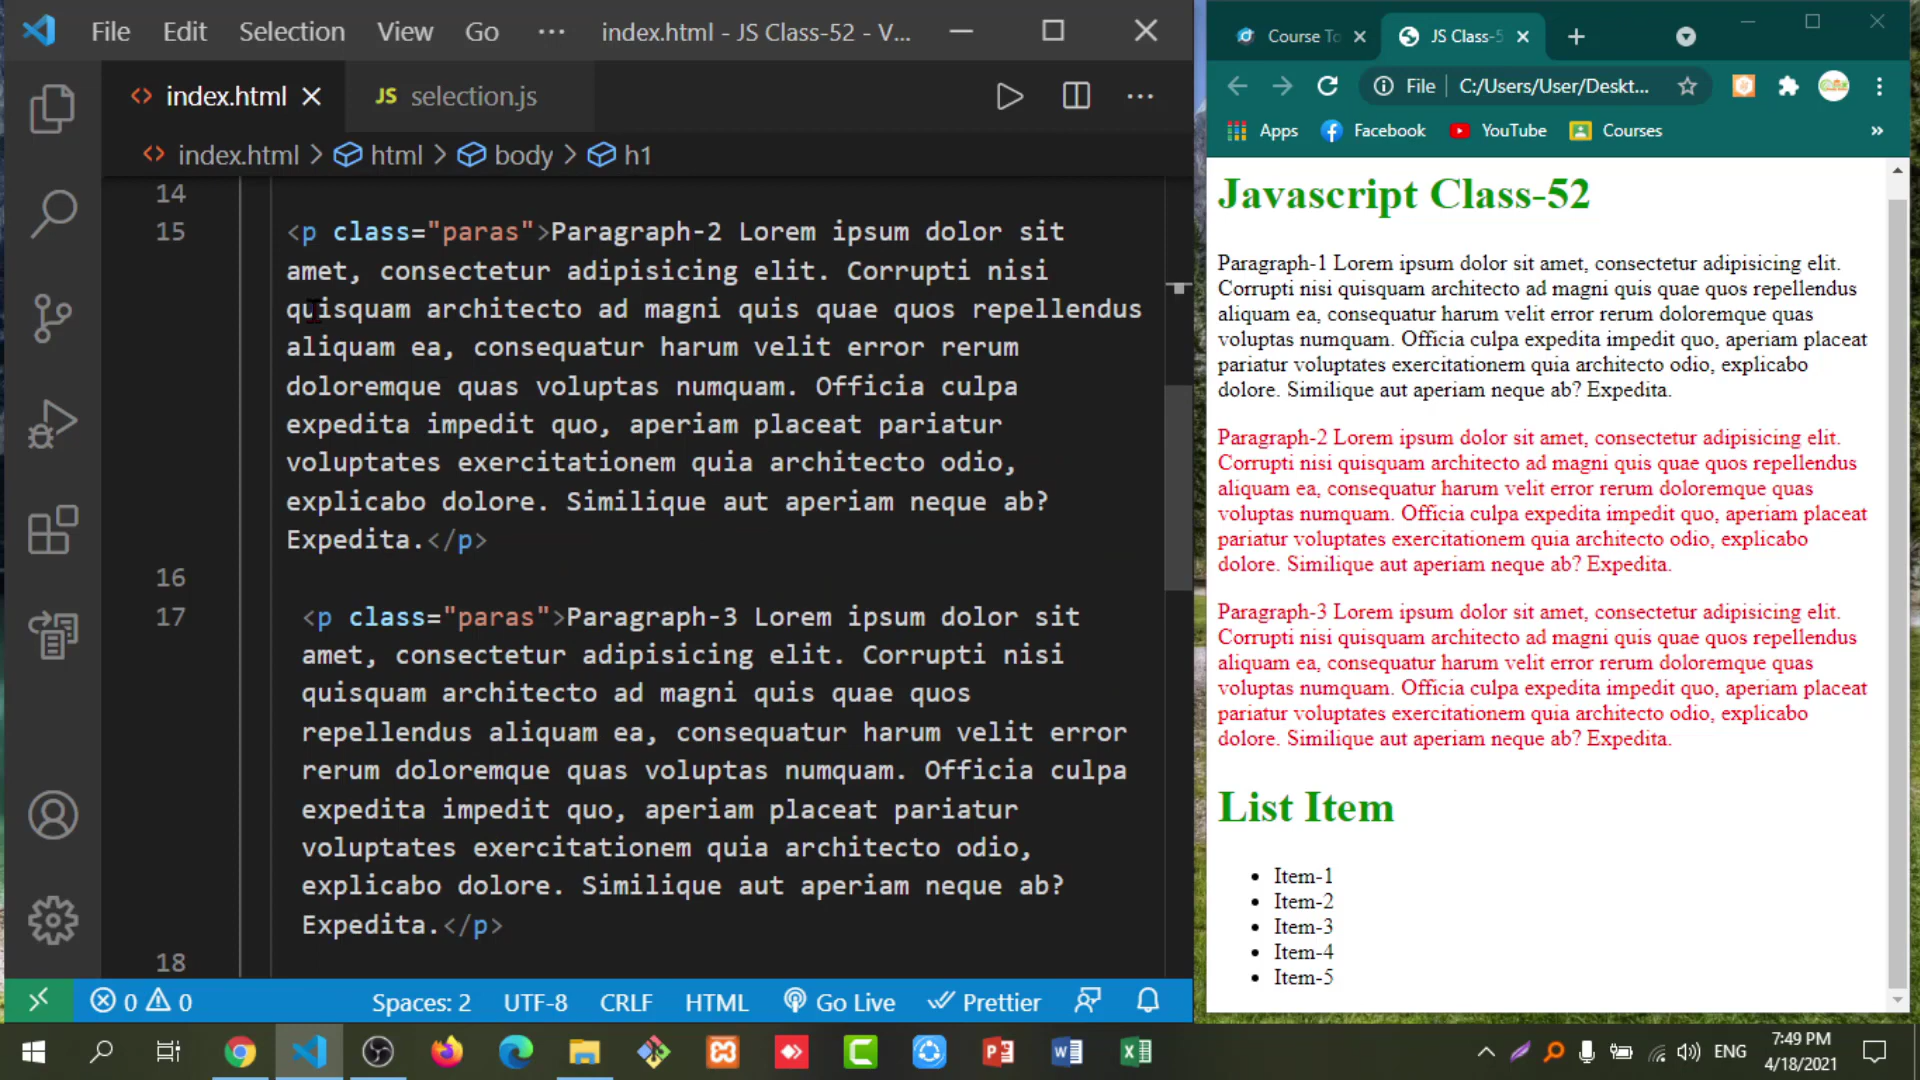 File Edit Selection View Go ··· index.html - JS Class-52 - V...
index.html JS selection.js
index.html > html > body > h1
14
15 <p class="paras">Paragraph-2 Lorem ipsum dolor sit
amet, consectetur adipisicing elit. Corrupti nisi
quisquam architecto ad magni quis quae quos repellendus
aliquam ea, consequatur harum velit error rerum
doloremque quas voluptas numquam. Officia culpa
expedita impedit quo, aperiam placeat pariatur
voluptates exercitationem quia architecto odio,
explicabo dolore. Similique aut aperiam neque ab?
Expedita.</p>
16
17 <p class="paras">Paragraph-3 Lorem ipsum dolor sit
amet, consectetur adipisicing elit. Corrupti nisi
quisquam architecto ad magni quis quae quos
repellendus aliquam ea, consequatur harum velit error
rerum doloremque quas voluptas numquam. Officia culpa
expedita impedit quo, aperiam placeat pariatur
voluptates exercitationem quia architecto odio,
explicabo dolore. Similique aut aperiam neque ab?
Expedita.</p>
18
0 0 Spaces: 2 UTF-8 CRLF HTML Go Live Prettier
Course To JS Class-5
File C:/Users/User/Deskt...
Apps Facebook YouTube Courses »
Javascript Class-52
Paragraph-1 Lorem ipsum dolor sit amet, consectetur adipisicing elit.
Corrupti nisi quisquam architecto ad magni quis quae quos repellendus
aliquam ea, consequatur harum velit error rerum doloremque quas
voluptas numquam. Officia culpa expedita impedit quo, aperiam placeat
pariatur voluptates exercitationem quia architecto odio, explicabo
dolore. Similique aut aperiam neque ab? Expedita.
Paragraph-2 Lorem ipsum dolor sit amet, consectetur adipisicing elit.
Corrupti nisi quisquam architecto ad magni quis quae quos repellendus
aliquam ea, consequatur harum velit error rerum doloremque quas
voluptas numquam. Officia culpa expedita impedit quo, aperiam placeat
pariatur voluptates exercitationem quia architecto odio, explicabo
dolore. Similique aut aperiam neque ab? Expedita.
Paragraph-3 Lorem ipsum dolor sit amet, consectetur adipisicing elit.
Corrupti nisi quisquam architecto ad magni quis quae quos repellendus
aliquam ea, consequatur harum velit error rerum doloremque quas
voluptas numquam. Officia culpa expedita impedit quo, aperiam placeat
pariatur voluptates exercitationem quia architecto odio, explicabo
dolore. Similique aut aperiam neque ab? Expedita.
List Item
• Item-1
• Item-2
• Item-3
• Item-4
• Item-5
ENG
7:49 PM
4/18/2021